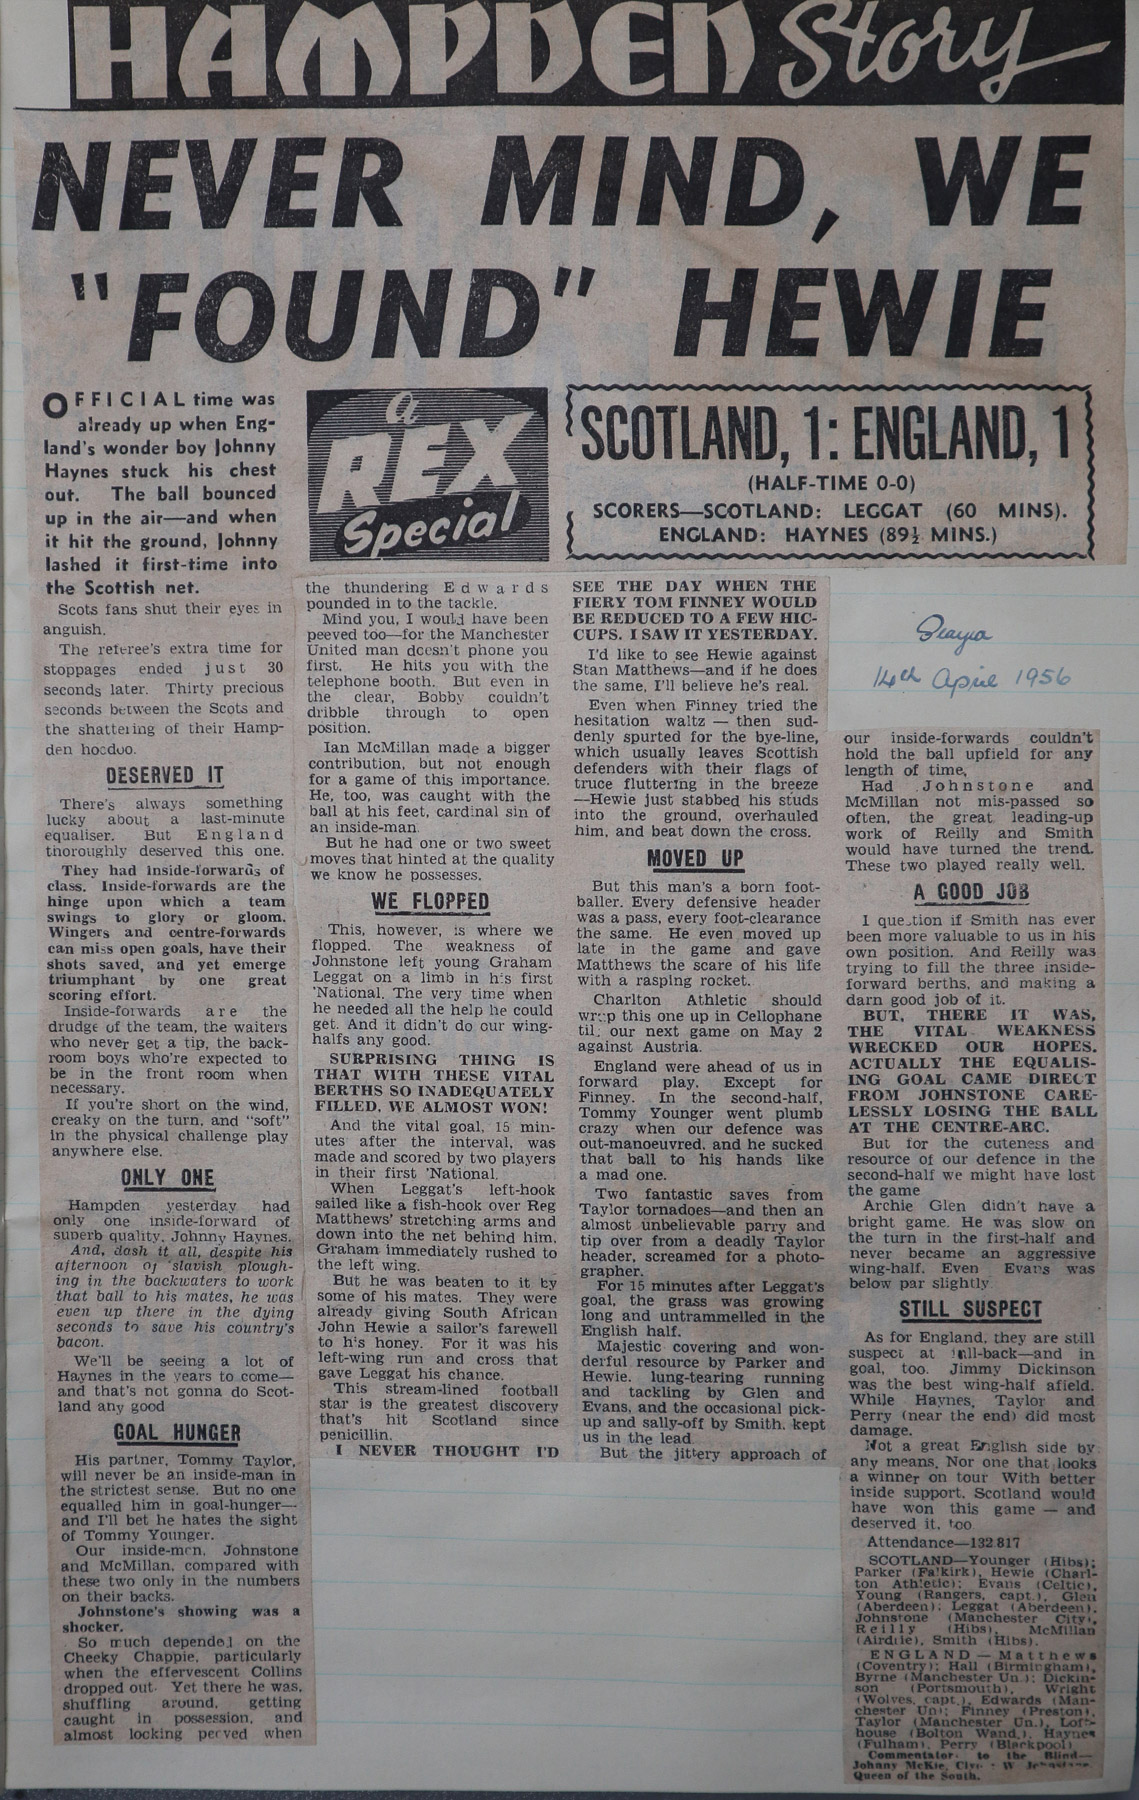 HAMPDEN Story
NEVER MIND, WE
"FOUND" HEWIE
OFFICIAL time was
already up when Eng-
land's wonder boy Johnny
Haynes stuck his chest
out. The ball bounced
up in the air—and when
it hit the ground, Johnny
lashed it first-time into
the Scottish net.
Scots fans shut their eyes in
anguish.
The referee's extra time for
stoppages ended just 30
seconds later. Thirty precious
seconds between the Scots and
the shattering of their Hamp-
den hoodoo.
DESERVED IT
There's always something
lucky about a last-minute
equaliser. But England
thoroughly deserved this one.
They had inside-forwards of
class. Inside-forwards are the
hinge upon which a team
swings to glory or gloom.
Wingers and centre-forwards
can miss open goals, have their
shots saved, and yet emerge
triumphant by one great
scoring effort.
Inside-forwards are the
drudge of the team, the waiters
who never get a tip, the back-
room boys who're expected to
be in the front room when
necessary.
If you're short on the wind,
creaky on the turn, and "soft"
in the physical challenge play
anywhere else.
ONLY ONE
Hampden yesterday had
only one inside-forward of
superb quality, Johnny Haynes.
And, dash it all, despite his
afternoon of slavish plough-
ing in the backwaters to work
that ball to his mates, he was
even up there in the dying
seconds to save his country's
bacon.
We'll be seeing a lot of
Haynes in the years to come—
and that's not gonna do Scot-
land any good
GOAL HUNGER
His partner, Tommy Taylor,
will never be an inside-man in
the strictest sense. But no one
equalled him in goal-hunger—
and I'll bet he hates the sight
of Tommy Younger.
Our inside-men, Johnstone
and McMillan, compared with
these two only in the numbers
on their backs.
Johnstone's showing was a
shocker.
So much depended on the
Cheeky Chappie, particularly
when the effervescent Collins
dropped out. Yet there he was,
shuffling around, getting
caught in possession, and
almost looking peeved when
A
REX
Special
the thundering Edwards
pounded in to the tackle.
Mind you, I would have been
peeved too—for the Manchester
United man doesn't phone you
first. He hits you with the
telephone booth. But even in
the clear, Bobby couldn't
dribble through to open
position.
Ian McMillan made a bigger
contribution, but not enough
for a game of this importance.
He, too, was caught with the
ball at his feet, cardinal sin of
an inside-man.
But he had one or two sweet
moves that hinted at the quality
we know he possesses.
WE FLOPPED
This, however, is where we
flopped. The weakness of
Johnstone left young Graham
Leggat on a limb in his first
'National. The very time when
he needed all the help he could
get. And it didn't do our wing-
halfs any good.
SURPRISING THING IS
THAT WITH THESE VITAL
BERTHS SO INADEQUATELY
FILLED, WE ALMOST WON!
And the vital goal, 15 min-
utes after the interval, was
made and scored by two players
in their first 'National.
When Leggat's left-hook
sailed like a fish-hook over Reg
Matthews' stretching arms and
down into the net behind him,
Graham immediately rushed to
the left wing.
But he was beaten to it by
some of his mates. They were
already giving South African
John Hewie a sailor's farewell
to his honey. For it was his
left-wing run and cross that
gave Leggat his chance.
This stream-lined football
star is the greatest discovery
that's hit Scotland since
penicillin.
I NEVER THOUGHT I'D
SCOTLAND, 1: ENGLAND, 1
(HALF-TIME 0-0)
SCORERS—SCOTLAND: LEGGAT (60 MINS).
ENGLAND: HAYNES (89½ MINS.)
SEE THE DAY WHEN THE
FIERY TOM FINNEY WOULD
BE REDUCED TO A FEW HIC-
CUPS. I SAW IT YESTERDAY.
I'd like to see Hewie against
Stan Matthews—and if he does
the same, I'll believe he's real.
Even when Finney tried the
hesitation waltz — then sud-
denly spurted for the bye-line,
which usually leaves Scottish
defenders with their flags of
truce fluttering in the breeze
—Hewie just stabbed his studs
into the ground, overhauled
him, and beat down the cross.
MOVED UP
But this man's a born foot-
baller. Every defensive header
was a pass, every foot-clearance
the same. He even moved up
late in the game and gave
Matthews the scare of his life
with a rasping rocket.
Charlton Athletic should
wrap this one up in Cellophane
til; our next game on May 2
against Austria.
England were ahead of us in
forward play. Except for
Finney. In the second-half,
Tommy Younger went plumb
crazy when our defence was
out-manoeuvred, and he sucked
that ball to his hands like
a mad one.
Two fantastic saves from
Taylor tornadoes—and then an
almost unbelievable parry and
tip over from a deadly Taylor
header, screamed for a photo-
grapher.
For 15 minutes after Leggat's
goal, the grass was growing
long and untrammelled in the
English half.
Majestic covering and won-
derful resource by Parker and
Hewie, lung-tearing running
and tackling by Glen and
Evans, and the occasional pick-
up and sally-off by Smith, kept
us in the lead
But the jittery approach of
14th April 1956
our inside-forwards couldn't
hold the ball upfield for any
length of time,
Had Johnstone and
McMillan not mis-passed so
often, the great leading-up
work of Reilly and Smith
would have turned the trend.
These two played really well.
A GOOD JOB
I question if Smith has ever
been more valuable to us in his
own position. And Reilly was
trying to fill the three inside-
forward berths, and making a
darn good job of it.
BUT, THERE IT WAS,
THE VITAL WEAKNESS
WRECKED OUR HOPES.
ACTUALLY THE EQUALIS-
ING GOAL CAME DIRECT
FROM JOHNSTONE CARE-
LESSLY LOSING THE BALL
AT THE CENTRE-ARC.
But for the cuteness and
resource of our defence in the
second-half we might have lost
the game
Archie Glen didn't have a
bright game. He was slow on
the turn in the first-half and
never became an aggressive
wing-half. Even Evans was
below par slightly.
STILL SUSPECT
As for England, they are still
suspect at full-back—and in
goal, too. Jimmy Dickinson
was the best wing-half afield.
While Haynes, Taylor and
Perry (near the end) did most
damage.
Not a great English side by
any means. Nor one that looks
a winner on tour With better
inside support, Scotland would
have won this game — and
deserved it, too
Attendance—132,817
SCOTLAND—Younger (Hibs);
Parker (Falkirk), Hewie (Charl-
ton Athletic); Evans (Celtic),
Young (Rangers, capt.), Glen
(Aberdeen); Leggat (Aberdeen),
Johnstone (Manchester City),
Reilly (Hibs), McMillan
(Airdrie), Smith (Hibs).
ENGLAND — Matthews
(Coventry); Hall (Birmingham),
Byrne (Manchester Un.); Dickin-
son (Portsmouth), Wright
(Wolves, capt.), Edwards (Man-
chester Un); Finney (Preston),
Taylor (Manchester Un.), Loft-
house (Bolton Wand.), Haynes
(Fulham), Perry (Blackpool)
Commentator to the Blind—
Johnny McKie, W
Queen of the South.